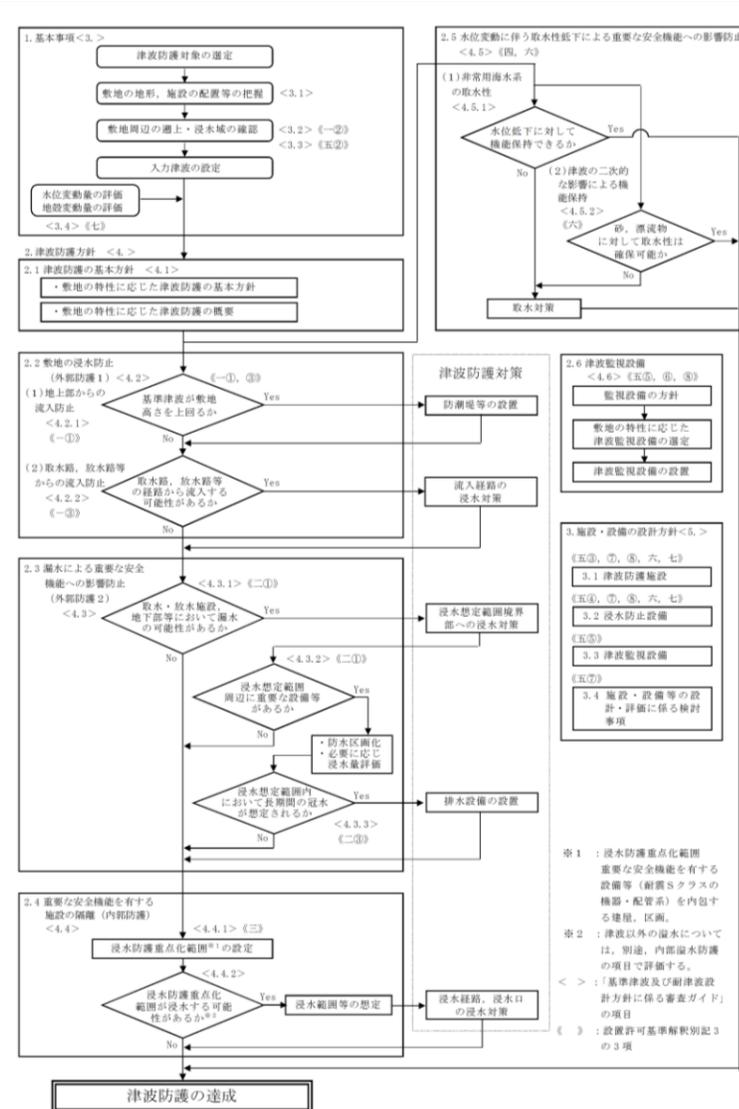 1.基本事項<3.>
津波防護対象の選定
敷地の地形，施設の配置等の把握
<3.1>
敷地周辺の遡上・浸水域の確認
<3.2>《一②》
<3.3>《五②》
入力津波の設定
水位変動量の評価
地殻変動量の評価
<3.4>《七》
2.津波防護方針 <4.>
2.1 津波防護の基本方針 <4.1>
・敷地の特性に応じた津波防護の基本方針
・敷地の特性に応じた津波防護の概要
2.2 敷地の浸水防止
(外郭防護1) <4.2>
《一①，③》
(1)地上部からの
流入防止
<4.2.1>
《一①》
基準津波が敷地
高さを上回るか
Yes
No
防潮堤等の設置
(2)取水路，放水路等
からの流入防止
<4.2.2>
《一③》
取水路，放水路等
の経路から流入する
可能性があるか
Yes
No
流入経路の
浸水対策
津波防護対策
2.3 漏水による重要な安全
機能への影響防止
(外郭防護2)
<4.3>
<4.3.1>《二①》
取水・放水施設，
地下部等において漏水
の可能性があるか
Yes
No
浸水想定範囲境界
部への浸水対策
<4.3.2>《二①》
浸水想定範囲
周辺に重要な設備等
があるか
Yes
No
・防水区画化
・必要に応じ
浸水量評価
浸水想定範囲内
において長期間の冠水
が想定されるか
Yes
No
<4.3.3>
《二③》
排水設備の設置
2.4 重要な安全機能を有する
施設の隔離（内郭防護）
<4.4>
<4.4.1>《三》
浸水防護重点化範囲※1の設定
<4.4.2>
浸水防護重点化
範囲が浸水する可能
性があるか※2
Yes
No
浸水範囲等の想定
浸水経路，浸水口
の浸水対策
津波防護の達成
2.5 水位変動に伴う取水性低下による重要な安全機能への影響防止
<4.5>《四，六》
(1)非常用海水系
の取水性
<4.5.1>
水位低下に対して
機能保持できるか
Yes
No
(2)津波の二次的
な影響による機
能保持
<4.5.2>
《六》
砂，漂流物
に対して取水性は
確保可能か
Yes
No
取水対策
2.6 津波監視設備
<4.6>《五⑤，⑥，⑧》
監視設備の方針
敷地の特性に応じた
津波監視設備の選定
津波監視設備の設置
3.施設・設備の設計方針<5.>
《五③，⑦，⑧，六，七》
3.1 津波防護施設
《五④，⑦，⑧，六，七》
3.2 浸水防止設備
《五⑤》
3.3 津波監視設備
《五⑦》
3.4 施設・設備等の設
計・評価に係る検討
事項
※1 ：浸水防護重点化範囲
重要な安全機能を有する
設備等（耐震Sクラスの
機器・配管系）を内包す
る建屋，区画。
※2 ：津波以外の溢水について
は，別途，内部溢水防護
の項目で評価する。
< > ：「基準津波及び耐津波設
計方針に係る審査ガイド」
の項目
《 》 ：設置許可基準解釈別記3
の3項